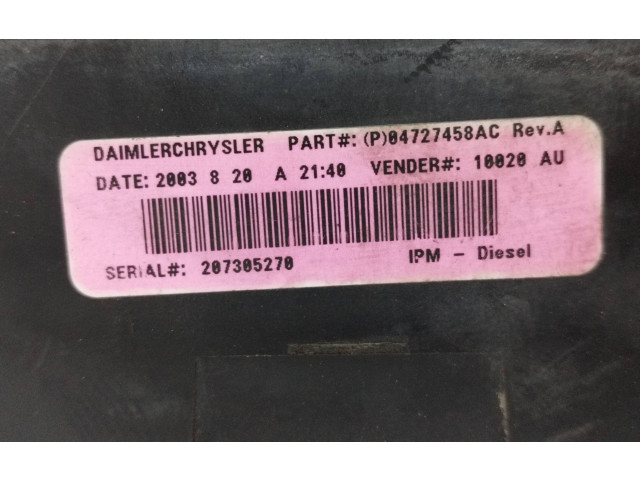 DAIMLERCHRYSLER PART#: (P)04727458AC Rev.A
DATE: 2003 8 20 A 21:40 VENDER#: 10020 AU
SERIAL#: 207305270 IPM - Diesel